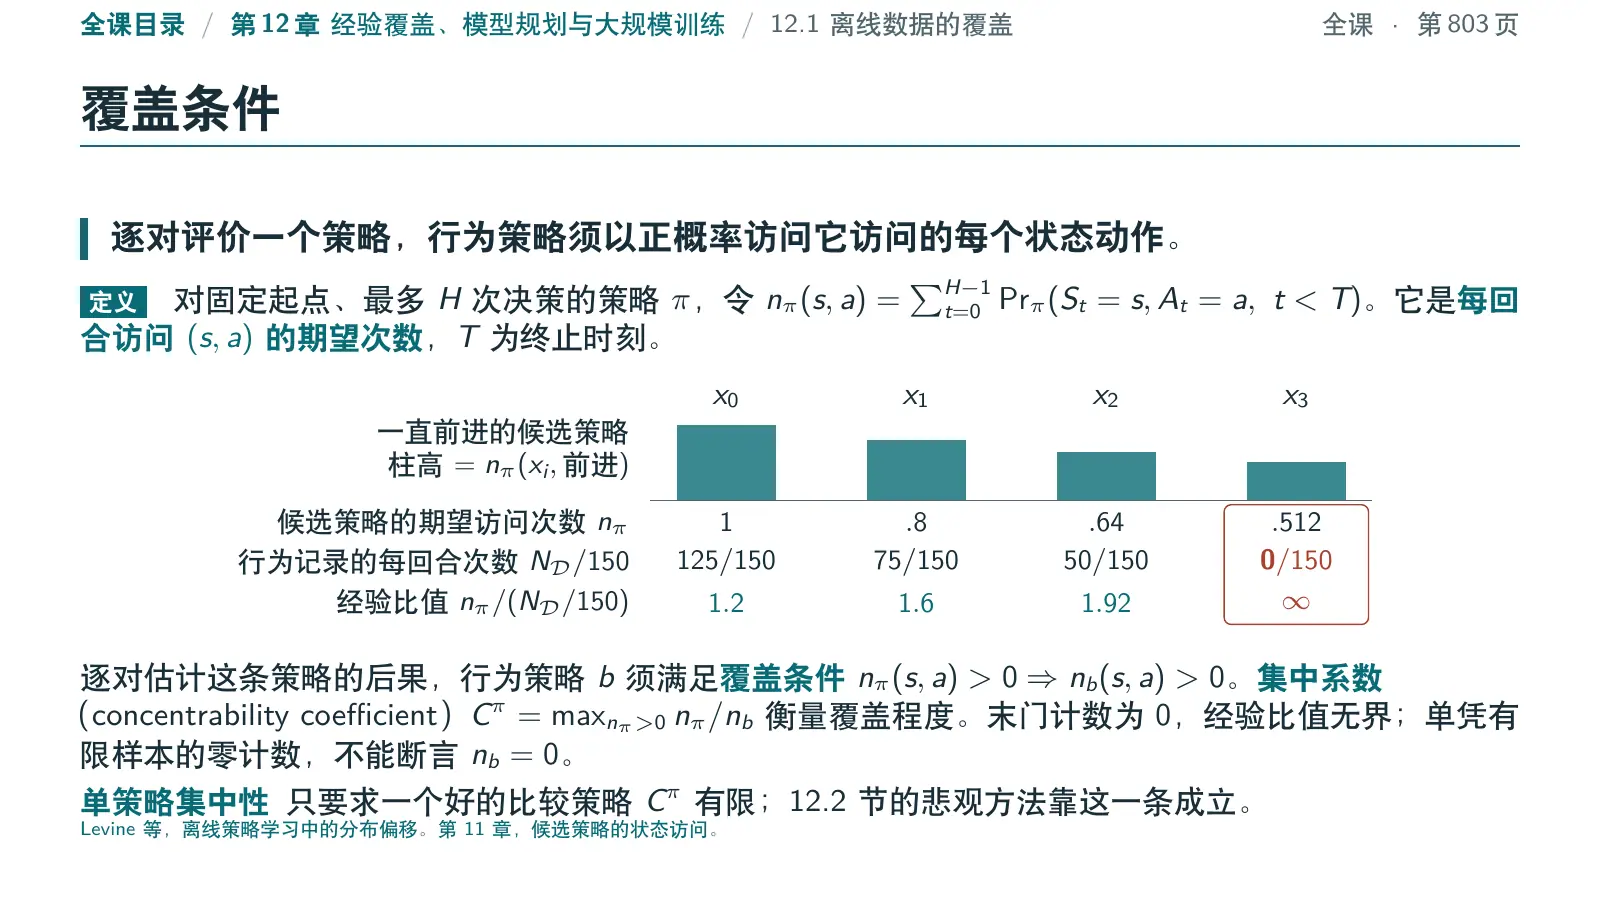 全课目录 / 第 12 章 经验覆盖、模型规划与大规模训练 / 12.1 离线数据的覆盖
全课 · 第 803 页
覆盖条件
逐对评价一个策略，行为策略须以正概率访问它访问的每个状态动作。
定义 对固定起点、最多 H 次决策的策略 π，令 nπ(s, a) = ∑_{t=0}^{H−1} Prπ(St = s, At = a, t < T)。它是每回
合访问 (s, a) 的期望次数，T 为终止时刻。
x0 x1 x2 x3
一直前进的候选策略
柱高 = nπ(xi, 前进)
候选策略的期望访问次数 nπ 1 .8 .64 .512
行为记录的每回合次数 N_D/150 125/150 75/150 50/150 0/150
经验比值 nπ/(N_D/150) 1.2 1.6 1.92 ∞
逐对估计这条策略的后果，行为策略 b 须满足覆盖条件 nπ(s, a) > 0 ⇒ nb(s, a) > 0。集中系数
(concentrability coefficient) C^π = max_{nπ>0} nπ/nb 衡量覆盖程度。末门计数为 0，经验比值无界；单凭有
限样本的零计数，不能断言 nb = 0。
单策略集中性 只要求一个好的比较策略 C^π 有限；12.2 节的悲观方法靠这一条成立。
Levine 等，离线策略学习中的分布偏移。第 11 章，候选策略的状态访问。